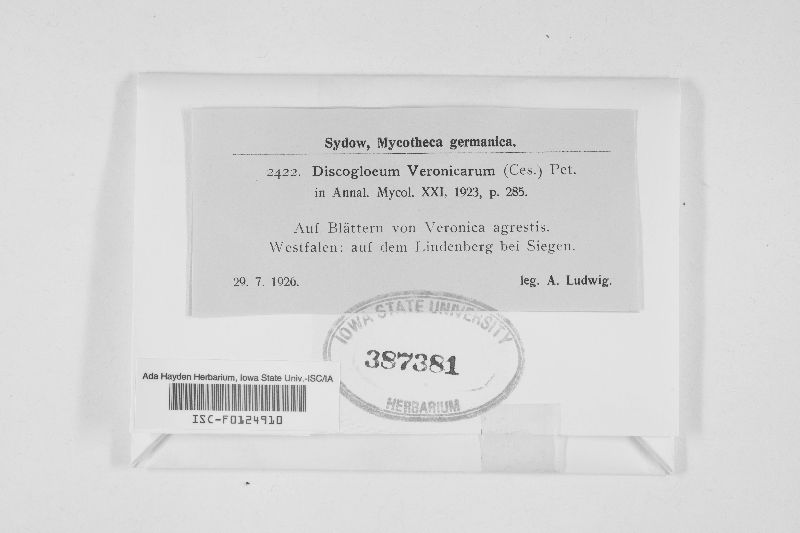 Sydow, Mycotheca germanica.
2422. Discogloeum Veronicarum (Ces.) Pet.
in Annal. Mycol. XXI, 1923, p. 285.
Auf Blättern von Veronica agrestis.
Westfalen: auf dem Lindenberg bei Siegen.
29. 7. 1926. leg. A. Ludwig.
IOWA STATE UNIVERSITY
387381
HERBARIUM
Ada Hayden Herbarium, Iowa State Univ.-ISC/IA
ISC-F0124910